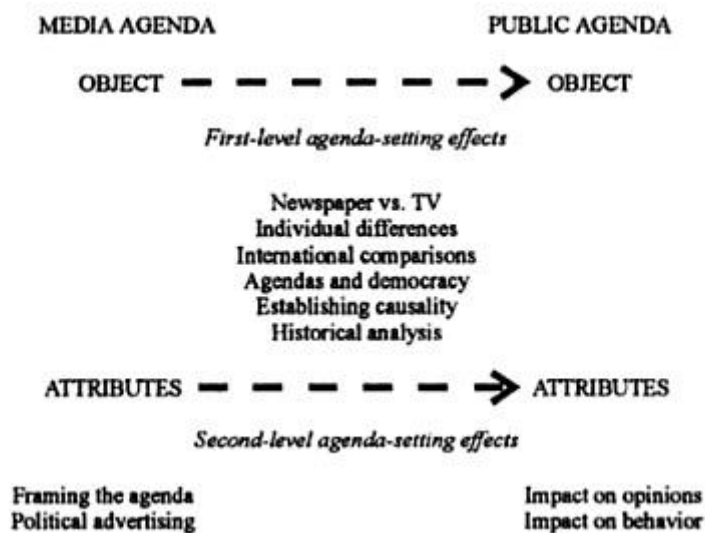 MEDIA AGENDA PUBLIC AGENDA
OBJECT OBJECT
First-level agenda-setting effects
Newspaper vs. TV
Individual differences
International comparisons
Agendas and democracy
Establishing causality
Historical analysis
ATTRIBUTES ATTRIBUTES
Second-level agenda-setting effects
Framing the agenda Impact on opinions
Political advertising Impact on behavior